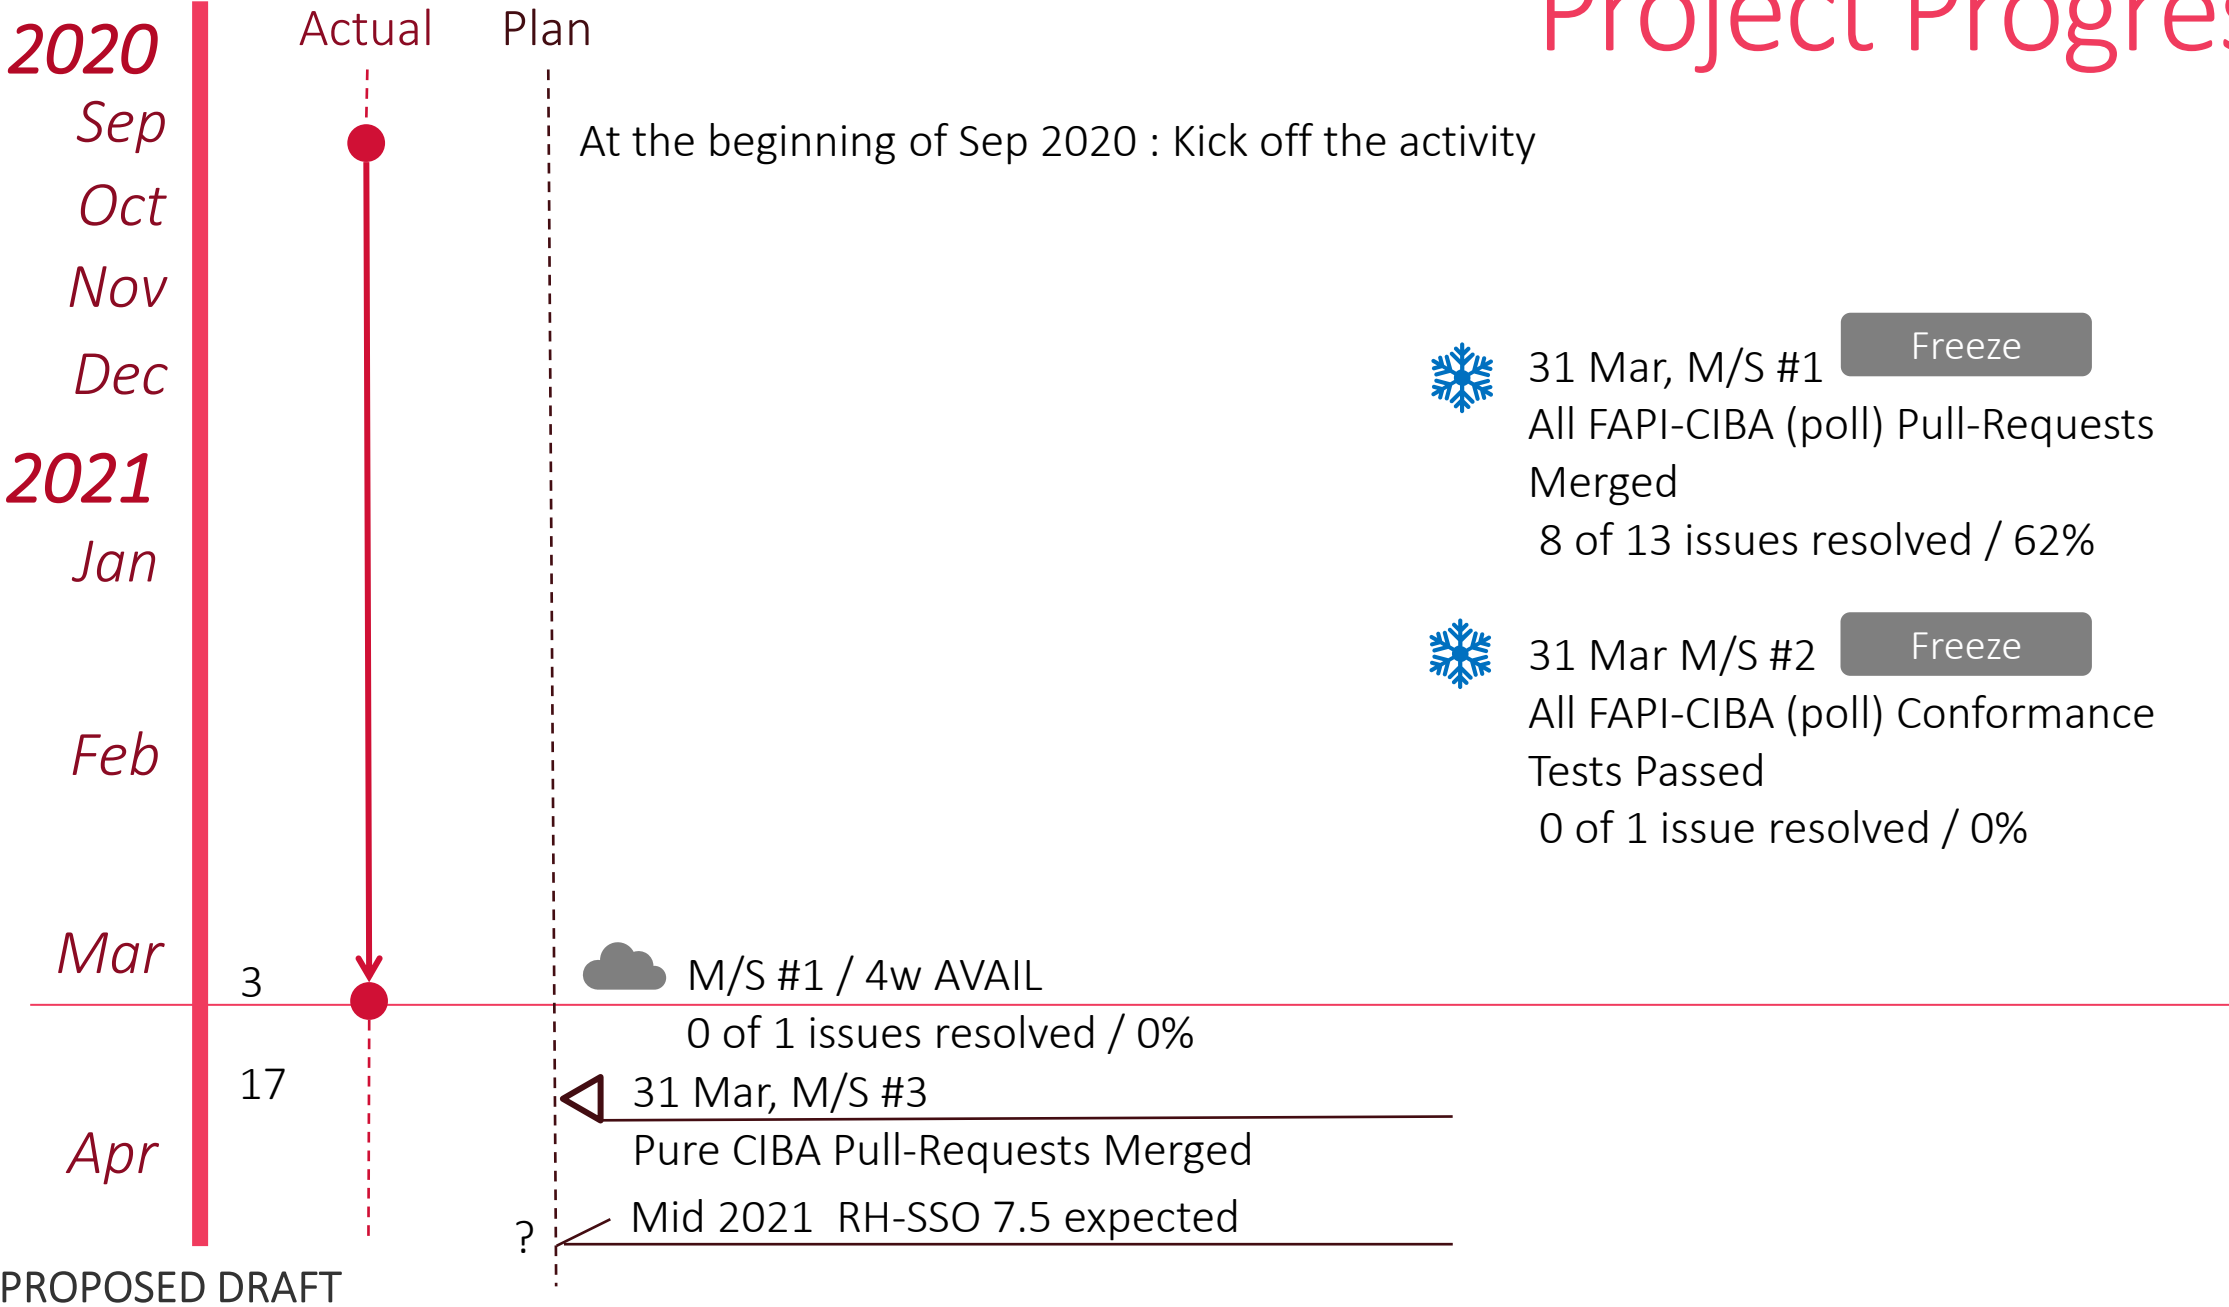 Project Progres
Actual
Plan
2020
Sep
Oct
Nov
Dec
2021
Jan
Feb
Mar
Apr
At the beginning of Sep 2020 : Kick off the activity
31 Mar, M/S #1
Freeze
All FAPI-CIBA (poll) Pull-Requests
Merged
8 of 13 issues resolved / 62%
31 Mar M/S #2
Freeze
All FAPI-CIBA (poll) Conformance
Tests Passed
0 of 1 issue resolved / 0%
3
M/S #1 / 4w AVAIL
0 of 1 issues resolved / 0%
17
31 Mar, M/S #3
Pure CIBA Pull-Requests Merged
?
Mid 2021 RH-SSO 7.5 expected
PROPOSED DRAFT